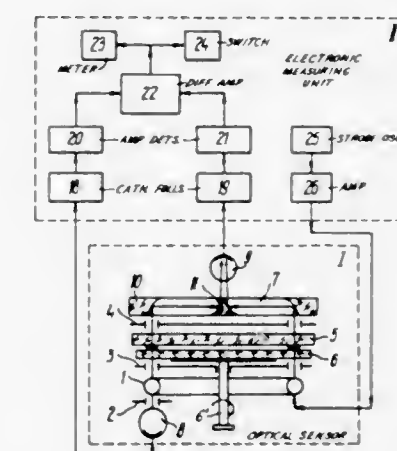 II
23
24
SWITCH
METER
DIFF AMP
22
ELECTRONIC
MEASURING
UNIT
20
AMP DETS.
21
25
STROBE OSC
18
CATH. FOLLS
19
26
AMP
I
9
10
11
7
4
5
3
6
1
2
6'
8
OPTICAL SENSOR